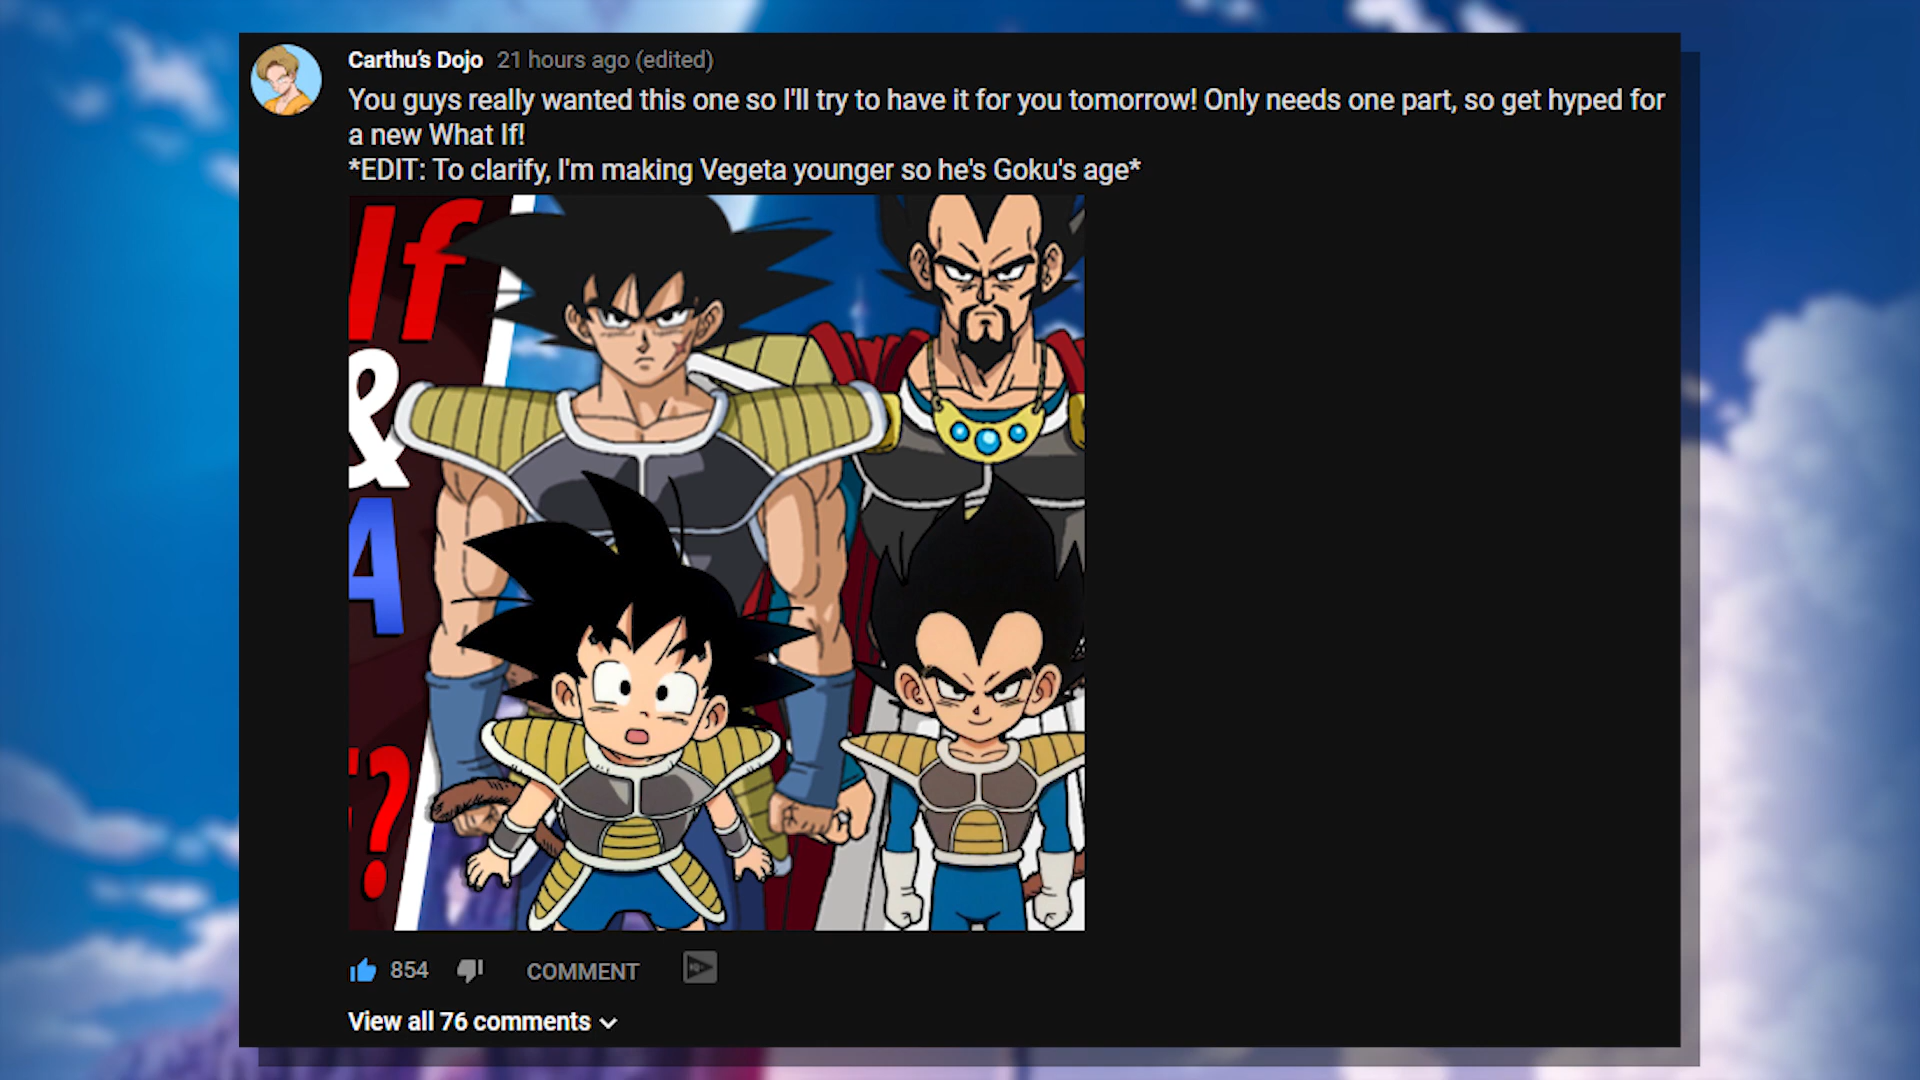 Carthu's Dojo 21 hours ago (edited)
You guys really wanted this one so I'll try to have it for you tomorrow! Only needs one part, so get hyped for
a new What If!
*EDIT: To clarify, I'm making Vegeta younger so he's Goku's age*
If
&
A
?
854 COMMENT
View all 76 comments